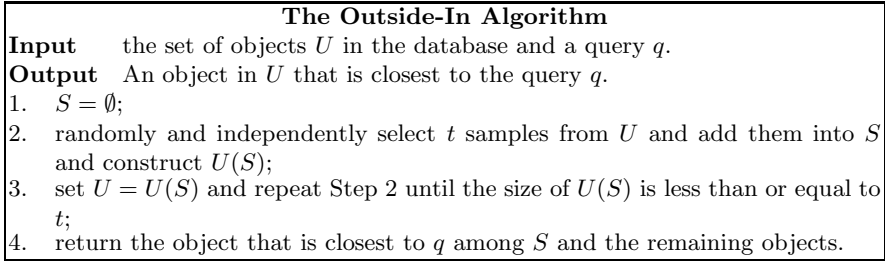 The Outside-In Algorithm
Input the set of objects U in the database and a query q.
Output An object in U that is closest to the query q.
1. S = ∅;
2. randomly and independently select t samples from U and add them into S
and construct U(S);
3. set U = U(S) and repeat Step 2 until the size of U(S) is less than or equal to
t;
4. return the object that is closest to q among S and the remaining objects.